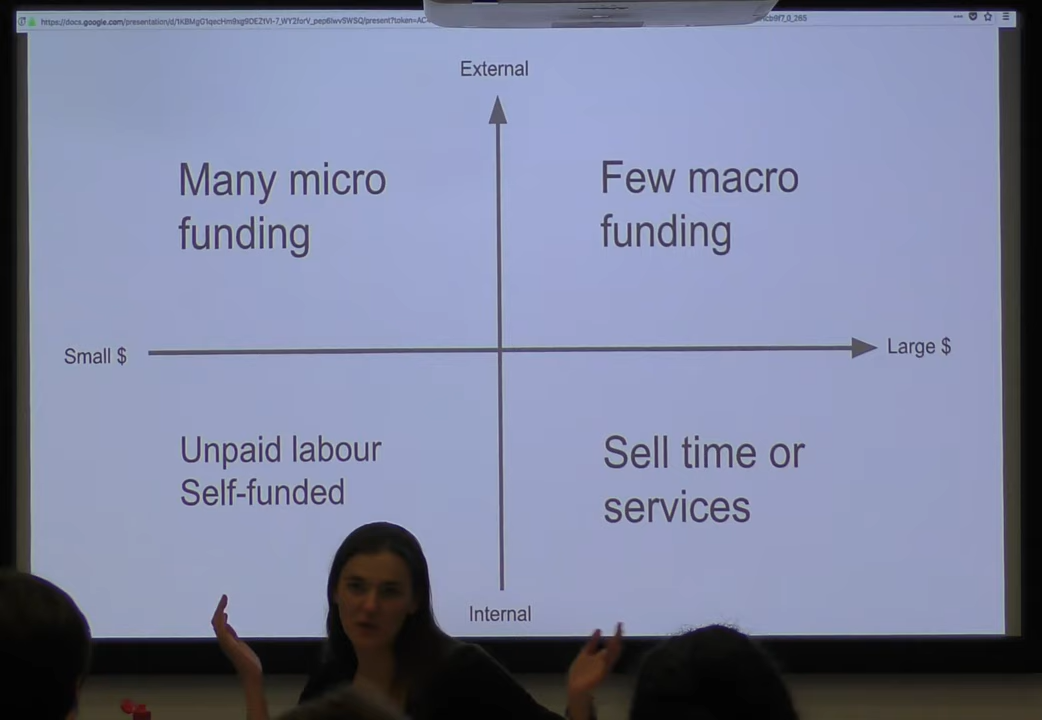 External
Many micro
funding
Few macro
funding
Small $
Large $
Unpaid labour
Self-funded
Sell time or
services
Internal